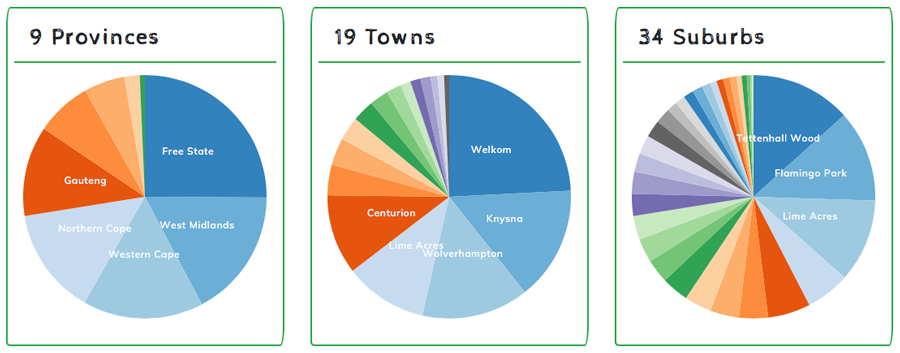 9 Provinces
Free State
Gauteng
West Midlands
Northern Cape
Western Cape
19 Towns
Welkom
Centurion
Knysna
Lime Acres
Wolverhampton
34 Suburbs
Tettenhall Wood
Flamingo Park
Lime Acres